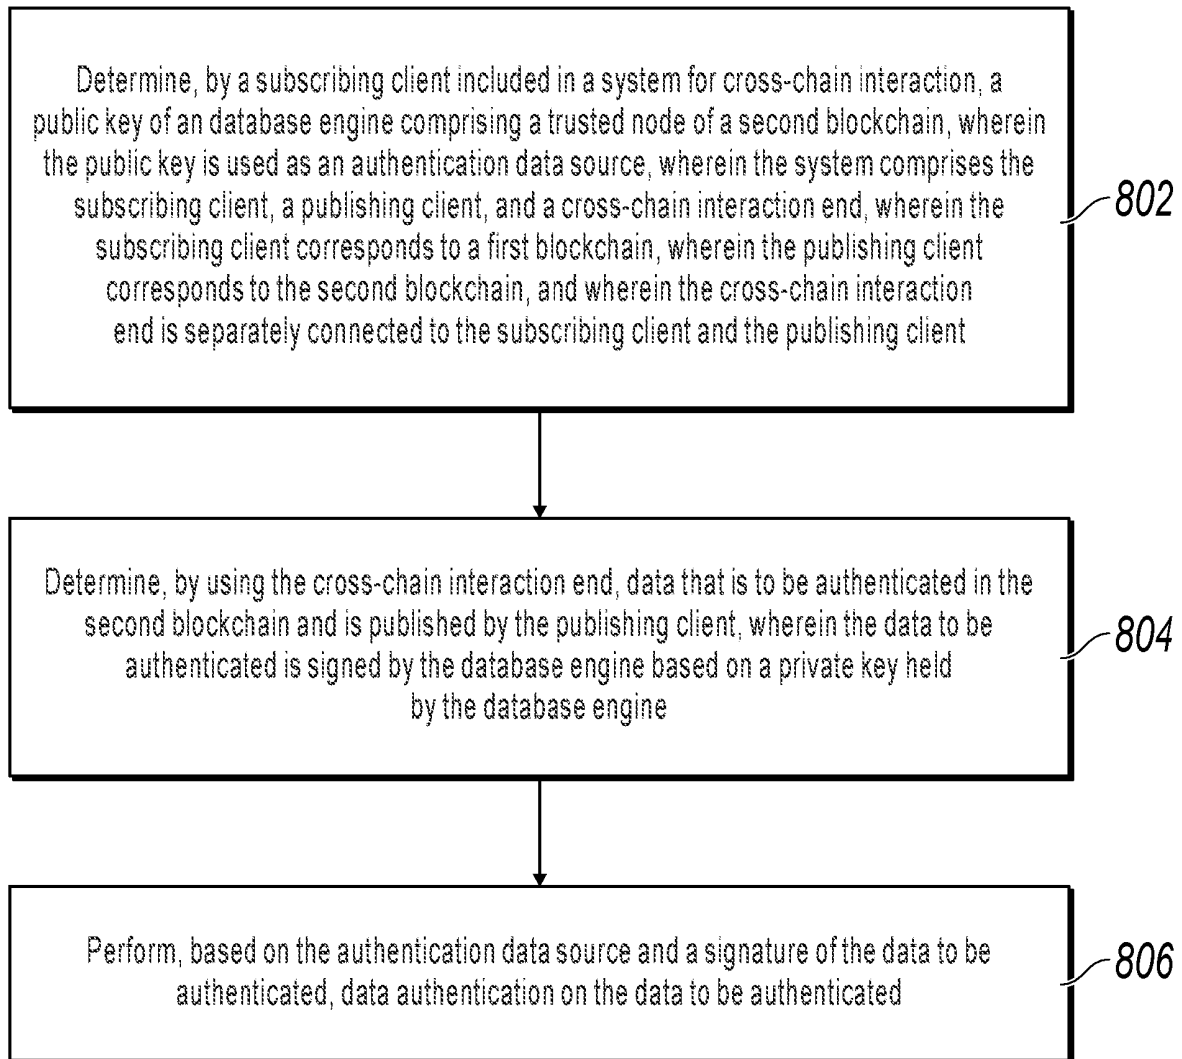 Determine, by a subscribing client included in a system for cross-chain interaction, a
public key of an database engine comprising a trusted node of a second blockchain, wherein
the public key is used as an authentication data source, wherein the system comprises the
subscribing client, a publishing client, and a cross-chain interaction end, wherein the
subscribing client corresponds to a first blockchain, wherein the publishing client
corresponds to the second blockchain, and wherein the cross-chain interaction
end is separately connected to the subscribing client and the publishing client
802
Determine, by using the cross-chain interaction end, data that is to be authenticated in the
second blockchain and is published by the publishing client, wherein the data to be
authenticated is signed by the database engine based on a private key held
by the database engine
804
Perform, based on the authentication data source and a signature of the data to be
authenticated, data authentication on the data to be authenticated
806